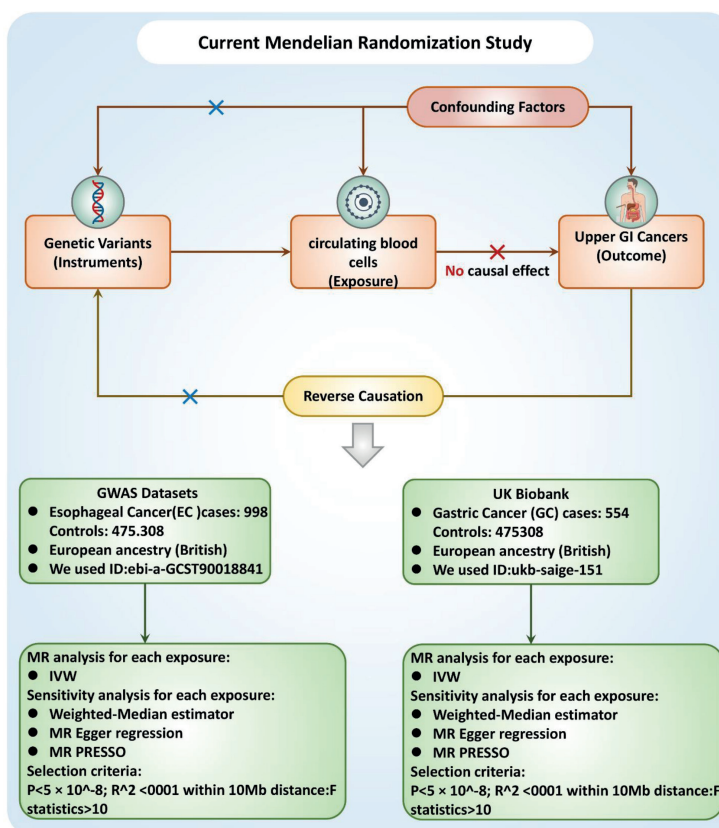 Current Mendelian Randomization Study
Confounding Factors
Genetic Variants
(Instruments)
circulating blood
cells
(Exposure)
No causal effect
Upper GI Cancers
(Outcome)
Reverse Causation
GWAS Datasets
● Esophageal Cancer(EC )cases: 998
Controls: 475.308
● European ancestry (British)
● We used ID:ebi-a-GCST90018841
UK Biobank
● Gastric Cancer (GC) cases: 554
Controls: 475308
● European ancestry (British)
● We used ID:ukb-saige-151
MR analysis for each exposure:
● IVW
Sensitivity analysis for each exposure:
● Weighted-Median estimator
● MR Egger regression
● MR PRESSO
Selection criteria:
P<5 × 10^-8; R^2 <0001 within 10Mb distance:F
statistics>10
MR analysis for each exposure:
● IVW
Sensitivity analysis for each exposure:
● Weighted-Median estimator
● MR Egger regression
● MR PRESSO
Selection criteria:
P<5 × 10^-8; R^2 <0001 within 10Mb distance:F
statistics>10